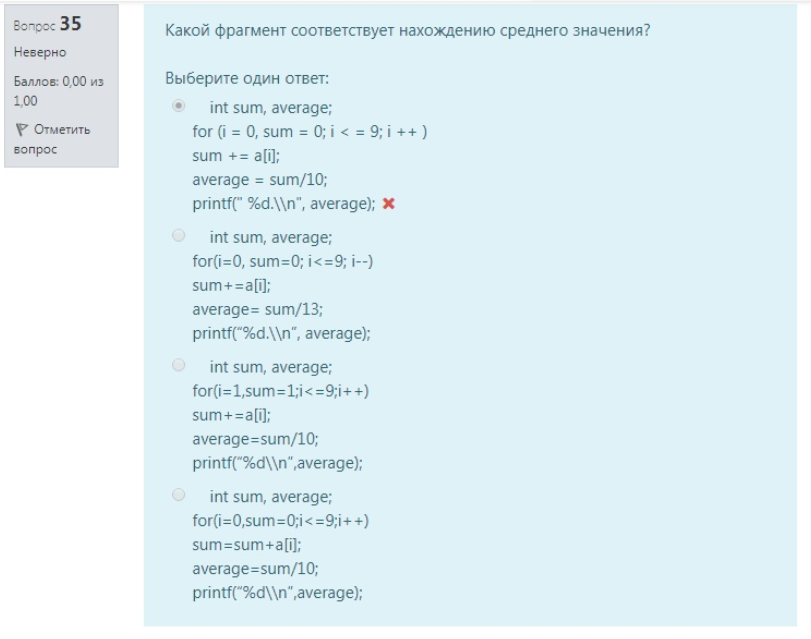 Вопрос 35
Неверно
Баллов: 0,00 из
1,00
Отметить
вопрос
Какой фрагмент соответствует нахождению среднего значения?
Выберите один ответ:
int sum, average;
for (i = 0, sum = 0; i < = 9; i ++ )
sum += a[i];
average = sum/10;
printf(" %d.\\n", average);
int sum, average;
for(i=0, sum=0; i<=9; i--)
sum+=a[i];
average= sum/13;
printf("%d.\\n", average);
int sum, average;
for(i=1,sum=1;i<=9;i++)
sum+=a[i];
average=sum/10;
printf("%d\\n",average);
int sum, average;
for(i=0,sum=0;i<=9;i++)
sum=sum+a[i];
average=sum/10;
printf("%d\\n",average);